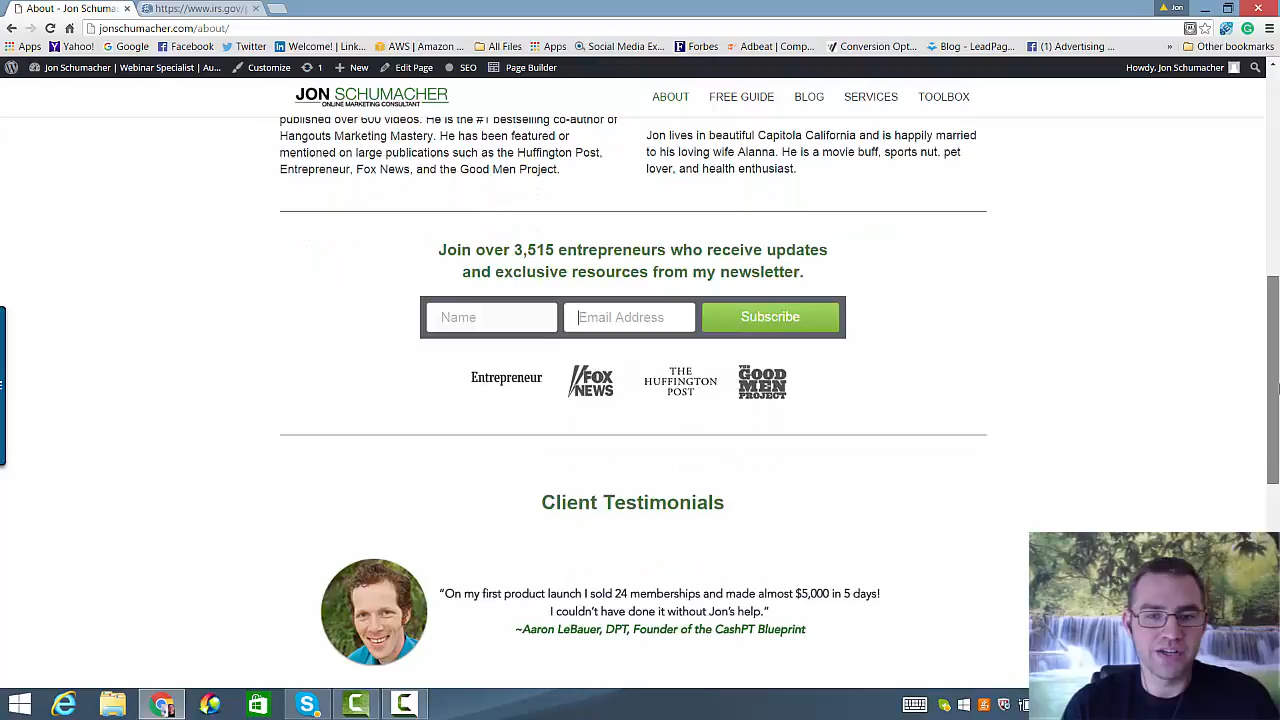 About - Jon Schumac
https://www.irs.gov/p
Jon
jonschumacher.com/about/
Apps
Yahoo!
Google
Facebook
Twitter
Welcome! | Link...
AWS | Amazon ...
All Files
Apps
Social Media Ex...
Forbes
Adbeat | Comp...
Conversion Opt...
Blog - LeadPag...
(1) Advertising ...
»
Other bookmarks
Jon Schumacher | Webinar Specialist | Au...
Customize
1
New
Edit Page
SEO
Page Builder
Howdy, Jon Schumacher
JON SCHUMACHER
ONLINE MARKETING CONSULTANT
ABOUT
FREE GUIDE
BLOG
SERVICES
TOOLBOX
published over 600 videos. He is the #1 bestselling co-author of
Hangouts Marketing Mastery. He has been featured or
mentioned on large publications such as the Huffington Post,
Entrepreneur, Fox News, and the Good Men Project.
Jon lives in beautiful Capitola California and is happily married
to his loving wife Alanna. He is a movie buff, sports nut, pet
lover, and health enthusiast.
Join over 3,515 entrepreneurs who receive updates
and exclusive resources from my newsletter.
Name
Email Address
Subscribe
Entrepreneur
FOX
NEWS
THE
HUFFINGTON
POST
THE
GOOD
MEN
PROJECT
Client Testimonials
“On my first product launch I sold 24 memberships and made almost $5,000 in 5 days!
I couldn’t have done it without Jon’s help.”
~Aaron LeBauer, DPT, Founder of the CashPT Blueprint